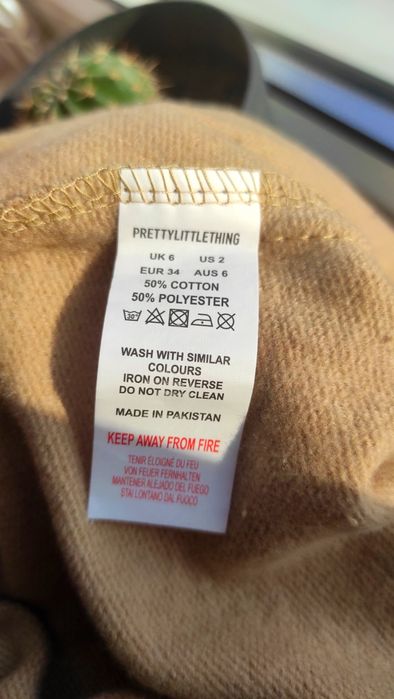 PRETTYLITTLETHING
UK 6 US 2
EUR 34 AUS 6
50% COTTON
50% POLYESTER
30°
WASH WITH SIMILAR
COLOURS
IRON ON REVERSE
DO NOT DRY CLEAN
MADE IN PAKISTAN
KEEP AWAY FROM FIRE
TENIR ÉLOIGNÉ DU FEU
VON FEUER FERNHALTEN
MANTENER ALEJADO DEL FUEGO
STAI LONTANO DAL FUOCO